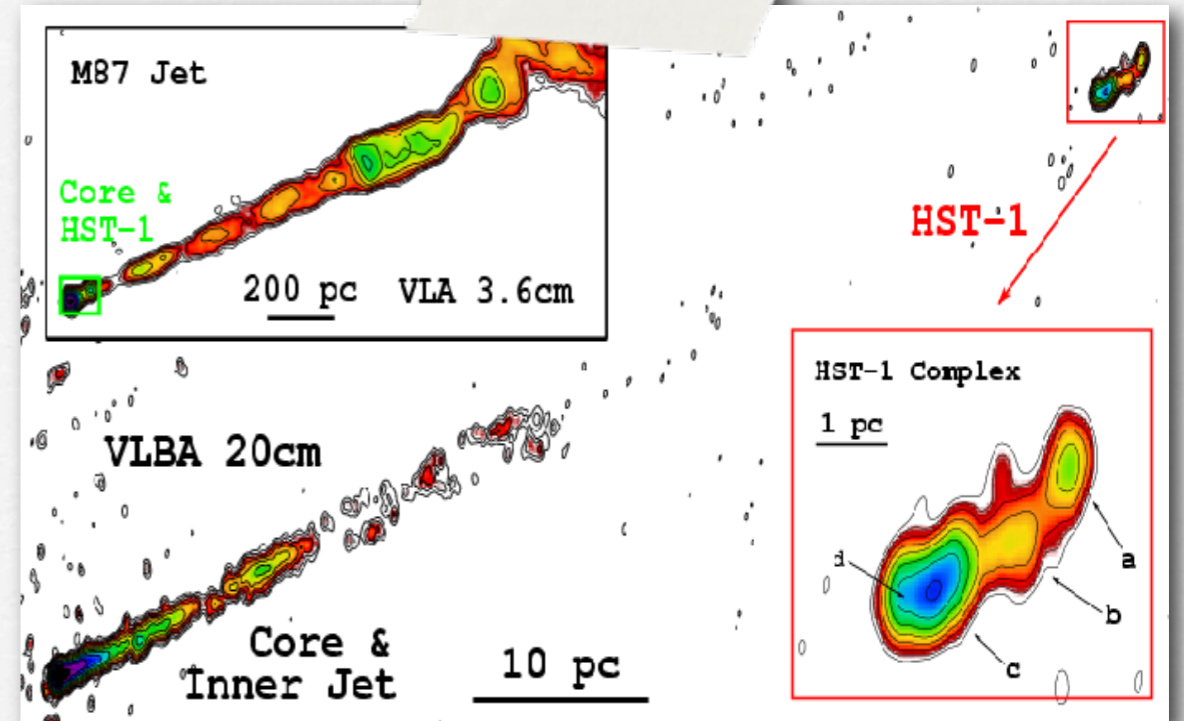 M87 Jet
Core &
HST-1
200 pc VLA 3.6cm
HST-1
VLBA 20cm
HST-1 Complex
1 pc
a
b
c
d
Core &
Inner Jet
10 pc